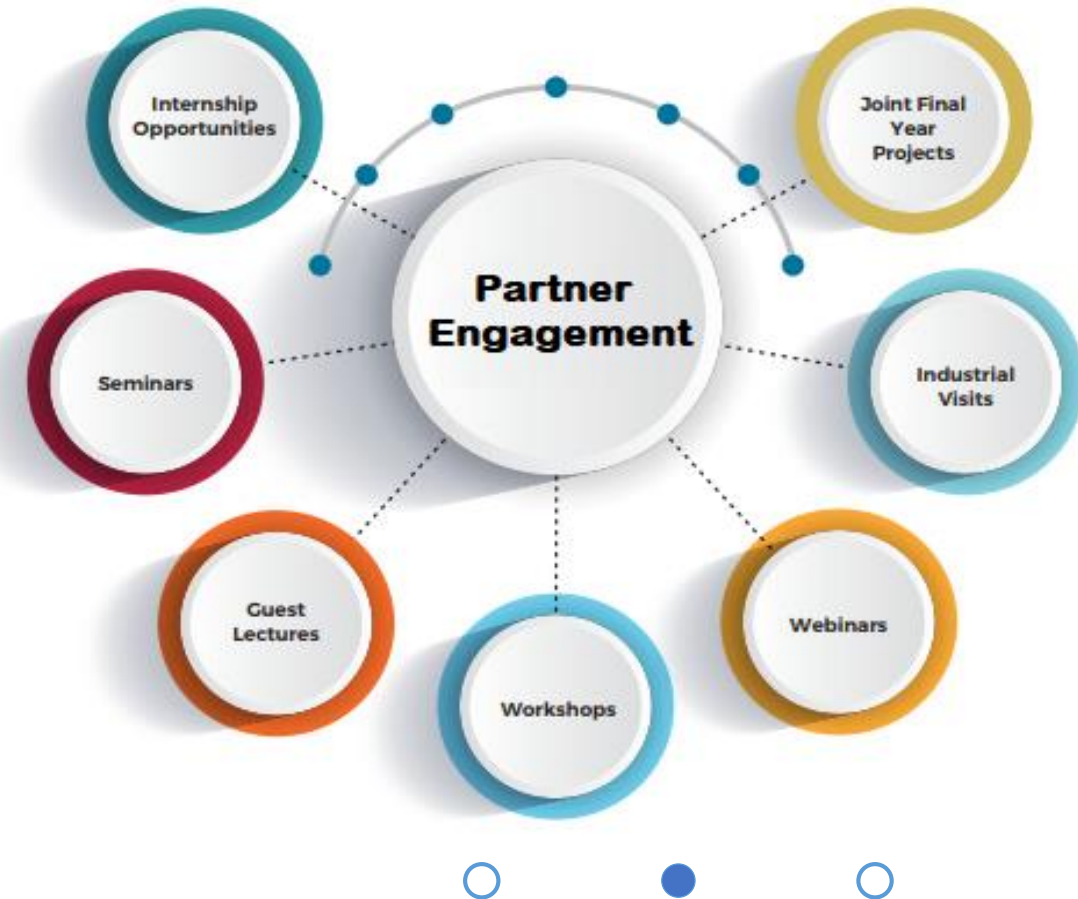 Internship
Opportunities
Joint Final
Year
Projects
Partner
Engagement
Seminars
Industrial
Visits
Guest
Lectures
Webinars
Workshops